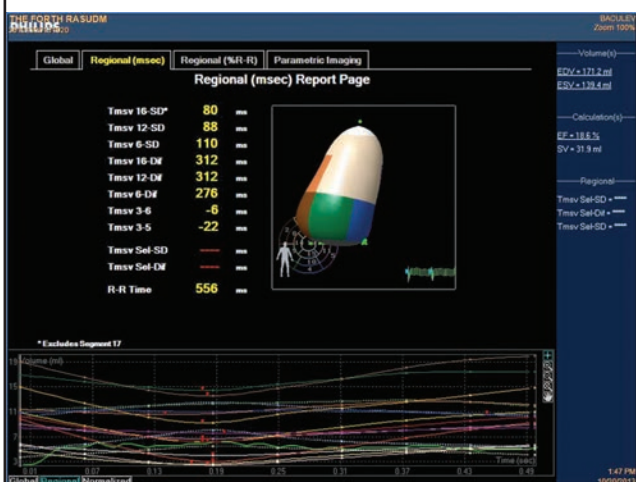 THE FORTH RASUDM
PHILIPS
BACULEV
Zoom 100%
Global
Regional (msec)
Regional (%R-R)
Parametric Imaging
Regional (msec) Report Page
Tmsv 16-SD* 80 ms
Tmsv 12-SD 88 ms
Tmsv 6-SD 110 ms
Tmsv 16-Dif 312 ms
Tmsv 12-Dif 312 ms
Tmsv 6-Dif 276 ms
Tmsv 3-6 -6 ms
Tmsv 3-5 -22 ms
Tmsv Sel-SD ---- ms
Tmsv Sel-Dif ---- ms
R-R Time 556 ms
* Excludes Segment 17
Volume(s)
EDV = 171.2 ml
ESV = 139.4 ml
Calculation(s)
EF = 18.6 %
SV = 31.9 ml
Regional
Tmsv Sel-SD = ****
Tmsv Sel-Dif = ****
Tmsv Sel-SD = ****
19 Volume (ml)
15
11
7
3
Time (sec)
0.01 0.07 0.13 0.19 0.25 0.31 0.37 0.43 0.49
Global Regional Normalized
1:47 PM